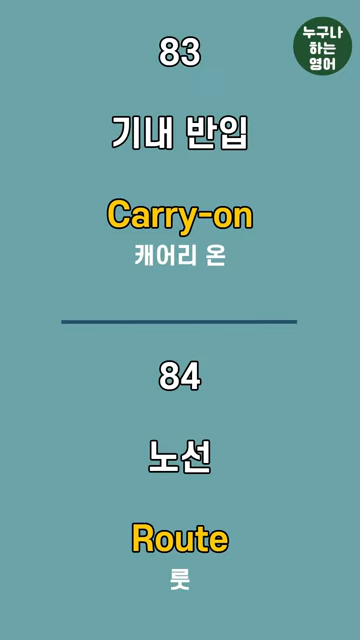 83
누구나
하는
영어
기내 반입
Carry-on
캐어리 온
84
노선
Route
룻